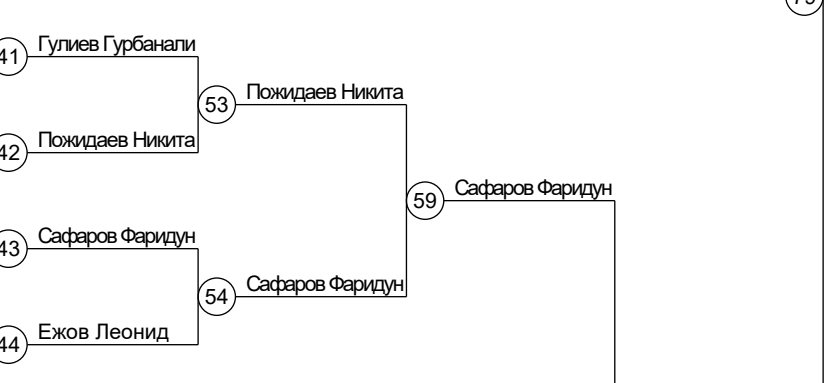 41 Гулиев Гурбанали
53 Пожидаев Никита
42 Пожидаев Никита
59 Сафаров Фаридун
43 Сафаров Фаридун
54 Сафаров Фаридун
44 Ежов Леонид